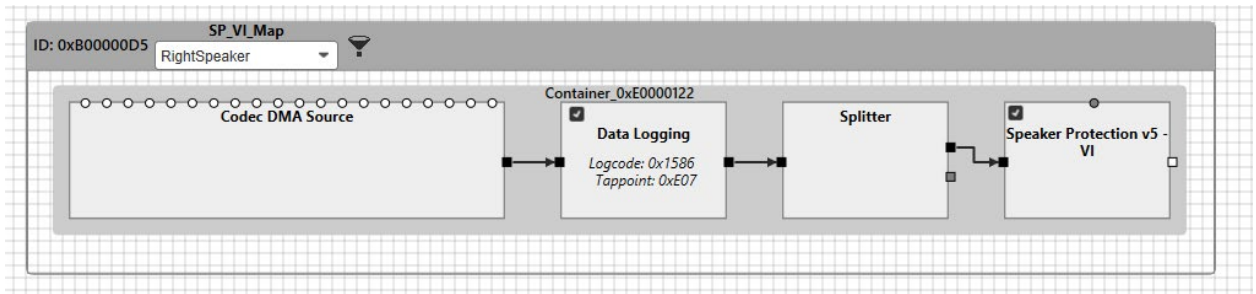 SP_VI_Map
ID: 0xB00000D5
RightSpeaker
Container_0xE0000122
Codec DMA Source
Data Logging
Logcode: 0x1586
Tappoint: 0xE07
Splitter
Speaker Protection v5 -
VI